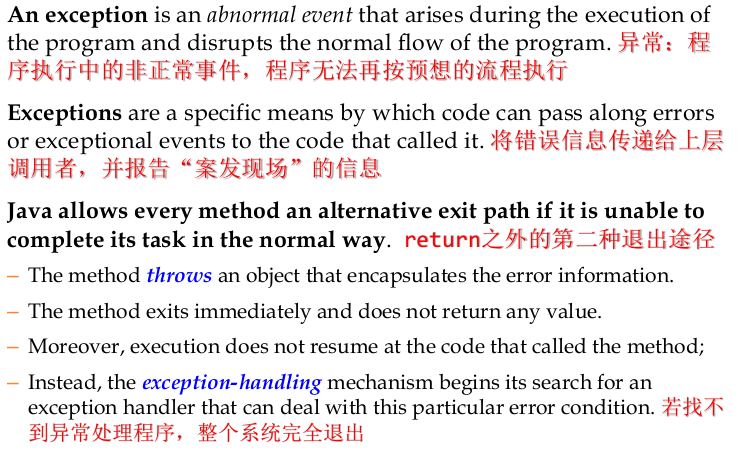 An exception is an abnormal event that arises during the execution of
the program and disrupts the normal flow of the program. 异常：程
序执行中的非正常事件，程序无法再按预想的流程执行
Exceptions are a specific means by which code can pass along errors
or exceptional events to the code that called it. 将错误信息传递给上层
调用者，并报告“案发现场”的信息
Java allows every method an alternative exit path if it is unable to
complete its task in the normal way. return之外的第二种退出途径
– The method throws an object that encapsulates the error information.
– The method exits immediately and does not return any value.
– Moreover, execution does not resume at the code that called the method;
– Instead, the exception-handling mechanism begins its search for an
exception handler that can deal with this particular error condition. 若找不
到异常处理程序，整个系统完全退出